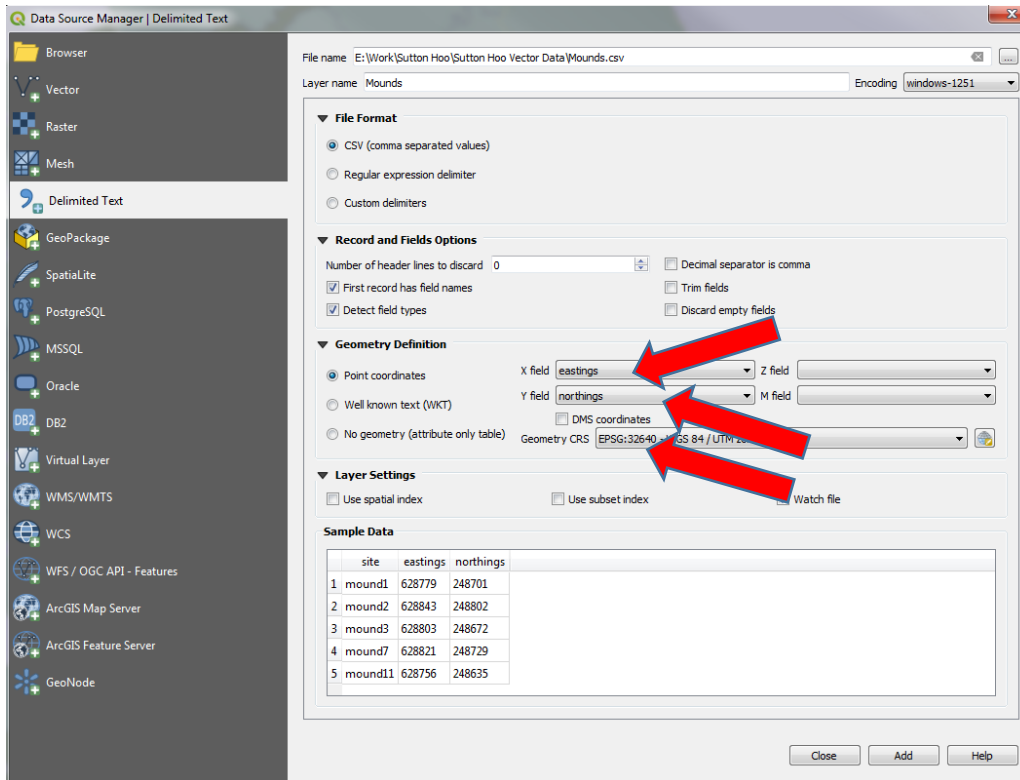 Data Source Manager | Delimited Text
Browser
Vector
Raster
Mesh
Delimited Text
GeoPackage
SpatiaLite
PostgreSQL
MSSQL
Oracle
DB2 DB2
Virtual Layer
WMS/WMTS
WCS
WFS / OGC API - Features
ArcGIS Map Server
ArcGIS Feature Server
GeoNode
File name E:\Work\Sutton Hoo\Sutton Hoo Vector Data\Mounds.csv ...
Layer name Mounds Encoding windows-1251
File Format
CSV (comma separated values)
Regular expression delimiter
Custom delimiters
Record and Fields Options
Number of header lines to discard 0 Decimal separator is comma
First record has field names Trim fields
Detect field types Discard empty fields
Geometry Definition
Point coordinates X field eastings Z field
Well known text (WKT) Y field northings M field
DMS coordinates
No geometry (attribute only table) Geometry CRS EPSG:32640 - GS 84 / UTM
Layer Settings
Use spatial index Use subset index Watch file
Sample Data
site eastings northings
1 mound1 628779 248701
2 mound2 628843 248802
3 mound3 628803 248672
4 mound7 628821 248729
5 mound11 628756 248635
Close Add Help